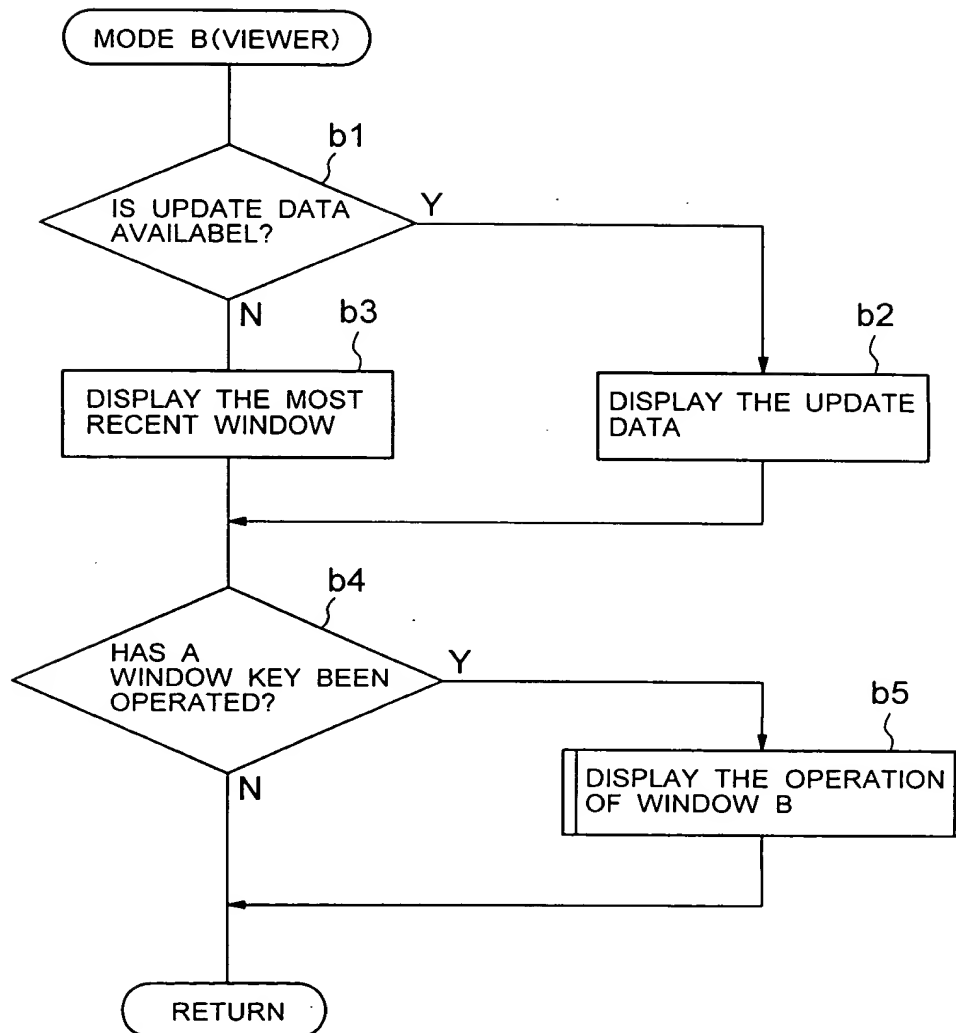 MODE B(VIEWER)
b1
IS UPDATE DATA
AVAILABEL?
Y
N
b3
b2
DISPLAY THE MOST
RECENT WINDOW
DISPLAY THE UPDATE
DATA
b4
HAS A
WINDOW KEY BEEN
OPERATED?
Y
N
b5
DISPLAY THE OPERATION
OF WINDOW B
RETURN